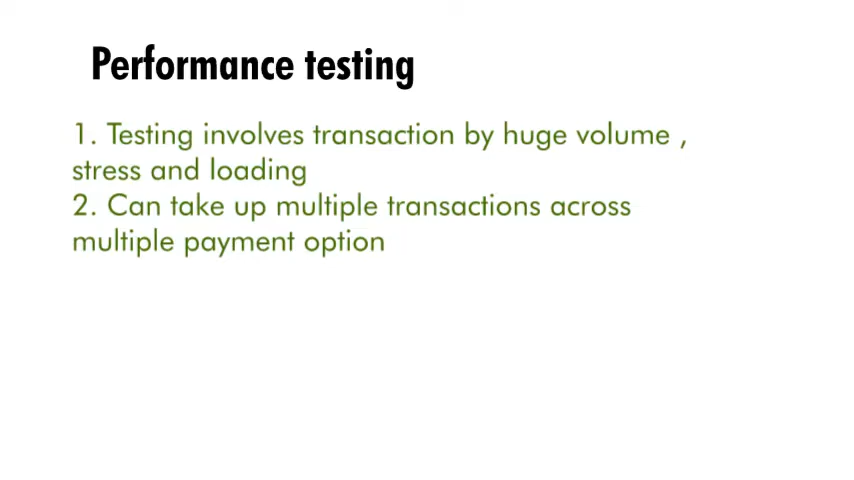 Performance testing
1. Testing involves transaction by huge volume ,
stress and loading
2. Can take up multiple transactions across
multiple payment option